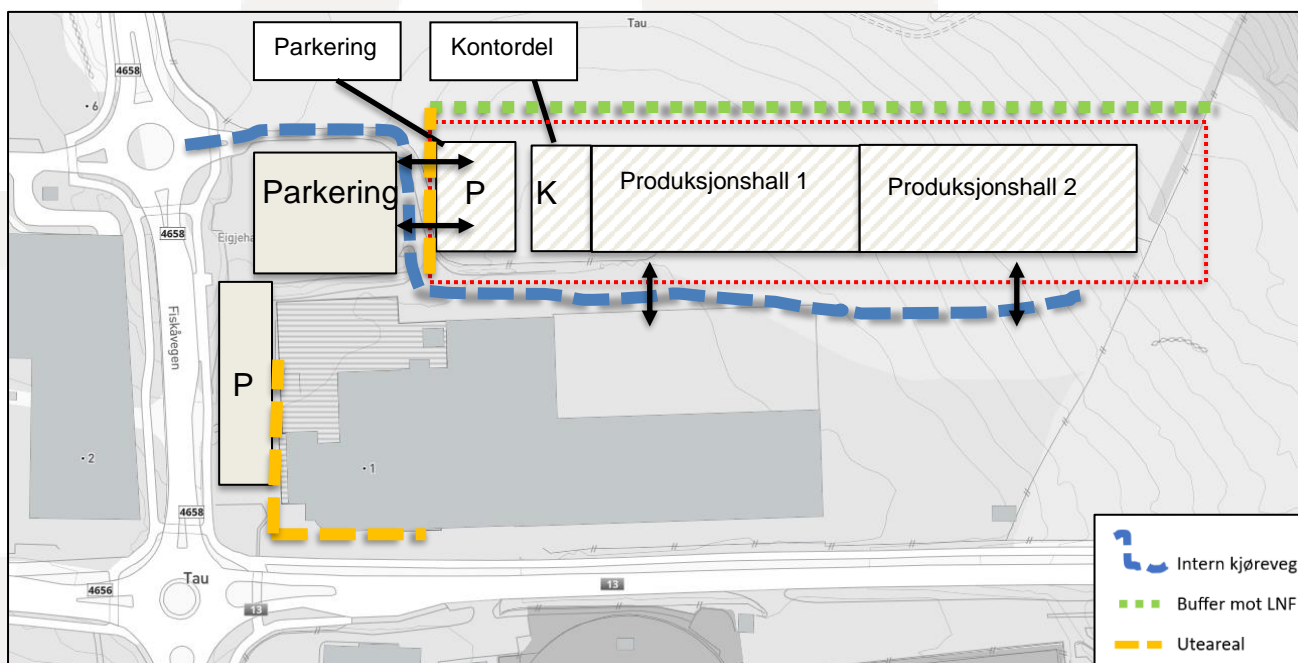 Tau
Parkering
Kontordel
4658
6
Parkering
P
K
Produksjonshall 1
Produksjonshall 2
4658
Eigjeha
Fiskåvegen
P
2
1
4658
Tau
4656
13
13
Intern kjøreveg
Buffer mot LNF
Uteareal